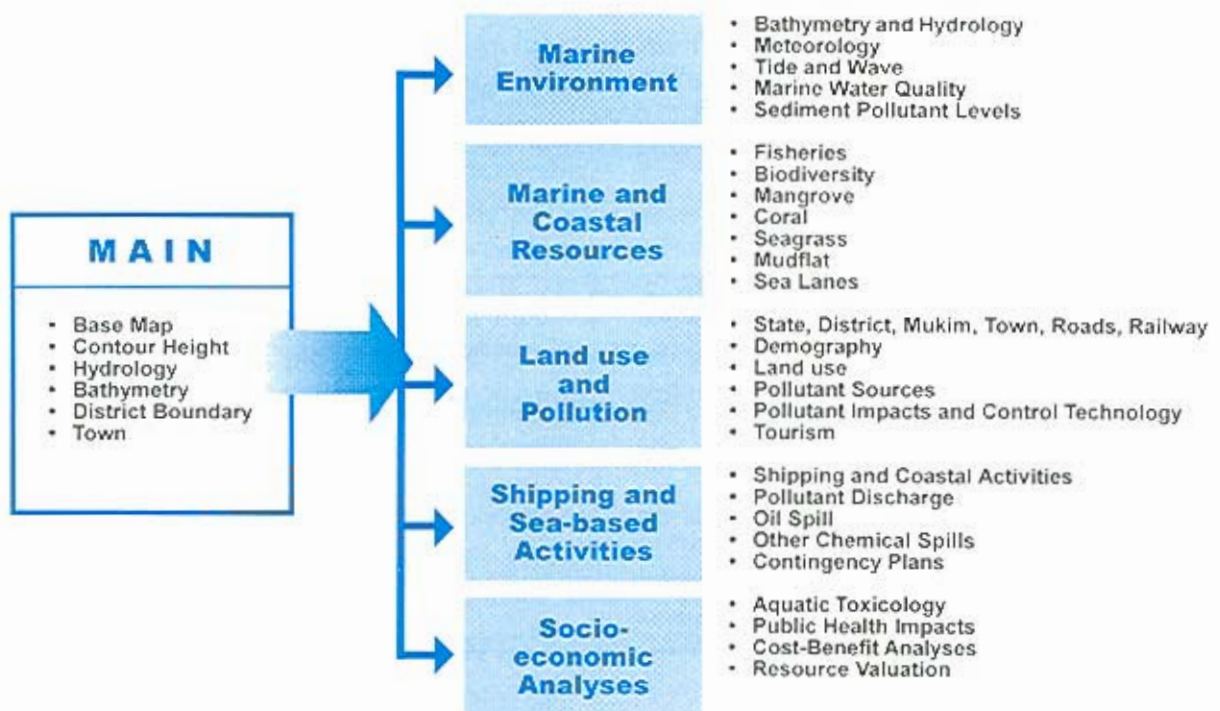 MAIN
• Base Map
• Contour Height
• Hydrology
• Bathymetry
• District Boundary
• Town
Marine
Environment
• Bathymetry and Hydrology
• Meteorology
• Tide and Wave
• Marine Water Quality
• Sediment Pollutant Levels
Marine and
Coastal
Resources
• Fisheries
• Biodiversity
• Mangrove
• Coral
• Seagrass
• Mudflat
• Sea Lanes
Land use
and
Pollution
• State, District, Mukim, Town, Roads, Railway
• Demography
• Land use
• Pollutant Sources
• Pollutant Impacts and Control Technology
• Tourism
Shipping and
Sea-based
Activities
• Shipping and Coastal Activities
• Pollutant Discharge
• Oil Spill
• Other Chemical Spills
• Contingency Plans
Socio-
economic
Analyses
• Aquatic Toxicology
• Public Health Impacts
• Cost-Benefit Analyses
• Resource Valuation